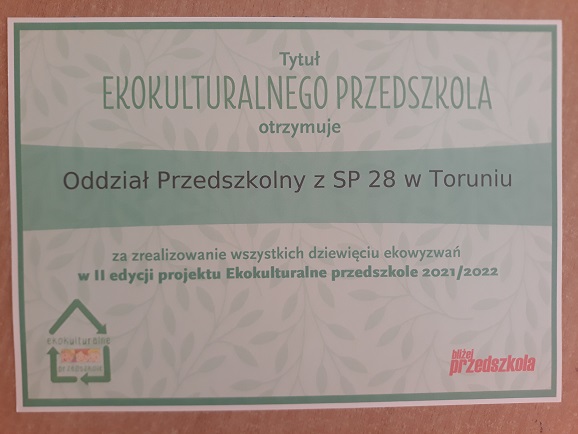 Tytuł
EKOKULTURALNEGO PRZEDSZKOLA
otrzymuje
Oddział Przedszkolny z SP 28 w Toruniu
za zrealizowanie wszystkich dziewięciu ekowyzwań
w II edycji projektu Ekokulturalne przedszkole 2021/2022
ekokulturalne
przedszkole
bliżej
przedszkola